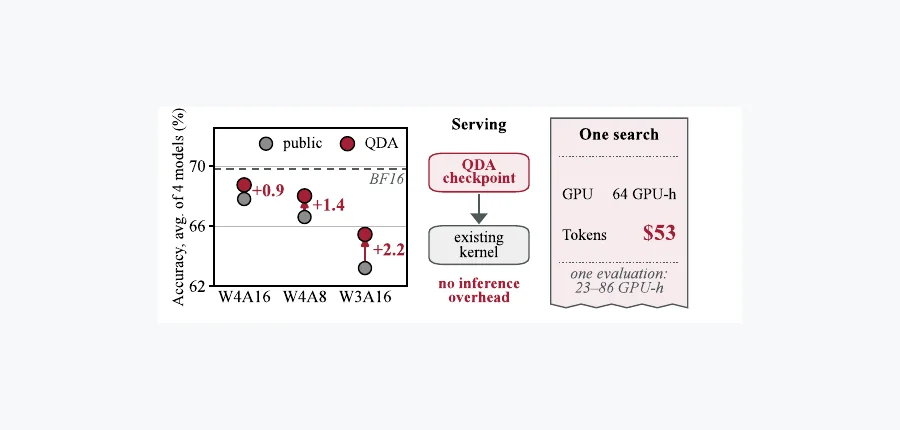 Accuracy, avg. of 4 models (%)
70
66
62
public
QDA
BF16
+0.9
+1.4
+2.2
W4A16
W4A8
W3A16
Serving
QDA
checkpoint
existing
kernel
no inference
overhead
One search
GPU 64 GPU-h
Tokens $53
one evaluation:
23–86 GPU-h